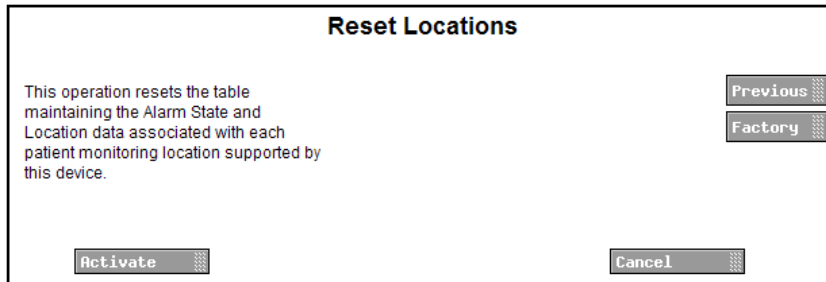 Reset Locations
This operation resets the table
maintaining the Alarm State and
Location data associated with each
patient monitoring location supported by
this device.
Previous
Factory
Activate
Cancel